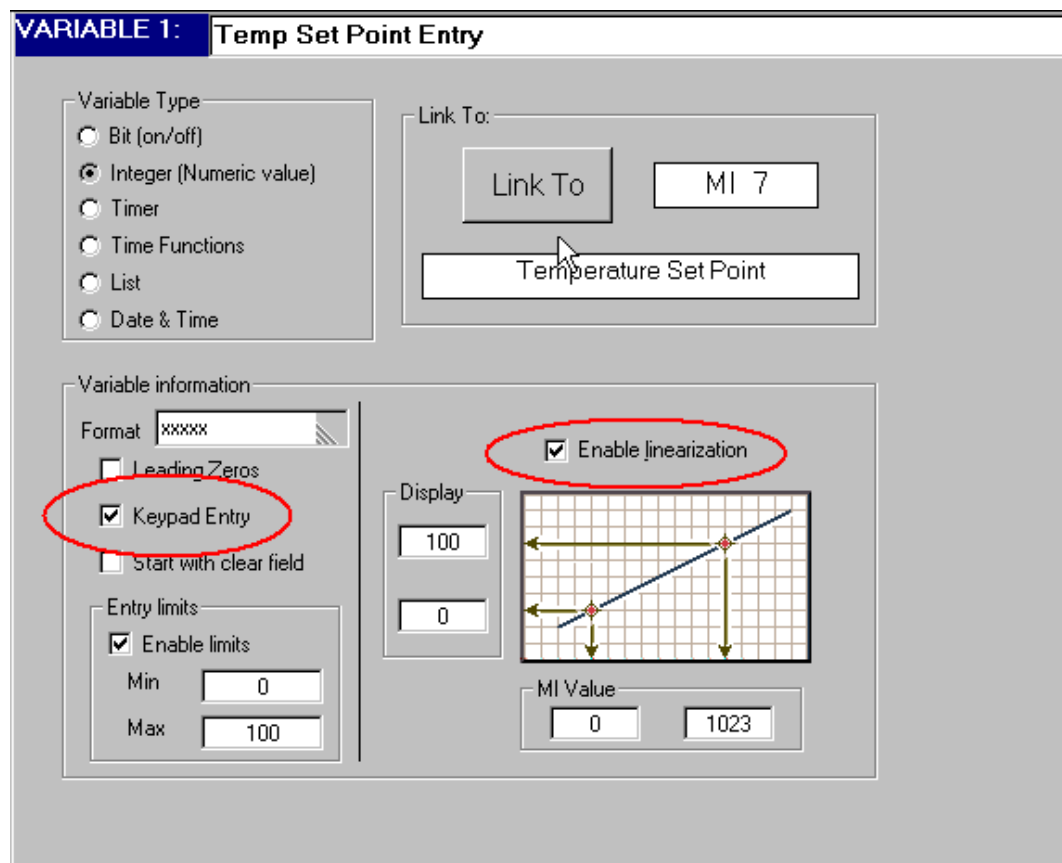 VARIABLE 1: Temp Set Point Entry
Variable Type
Bit (on/off)
Integer (Numeric value)
Timer
Time Functions
List
Date & Time
Link To:
Link To MI 7
Temperature Set Point
Variable information
Format xxxxx
Leading Zeros
Keypad Entry
Start with clear field
Entry limits
Enable limits
Min 0
Max 100
Enable linearization
Display
100
0
MI Value
0 1023